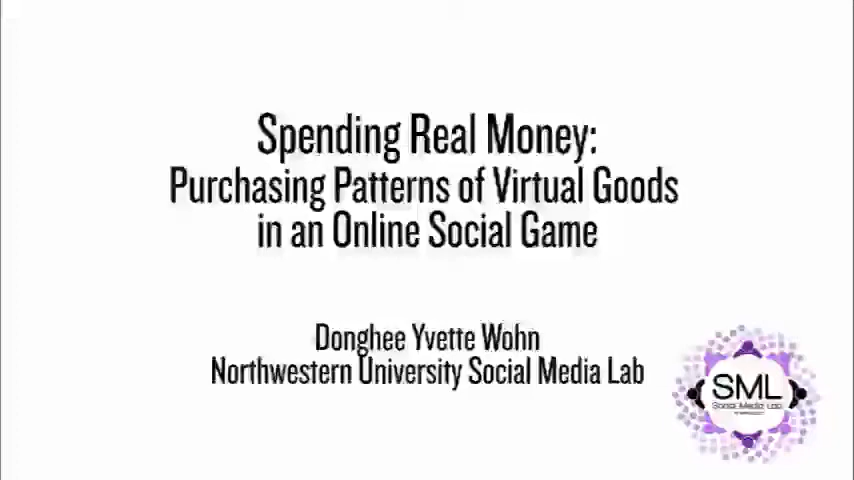 Spending Real Money:
Purchasing Patterns of Virtual Goods
in an Online Social Game
Donghee Yvette Wohn
Northwestern University Social Media Lab
SML
Social Media Lab